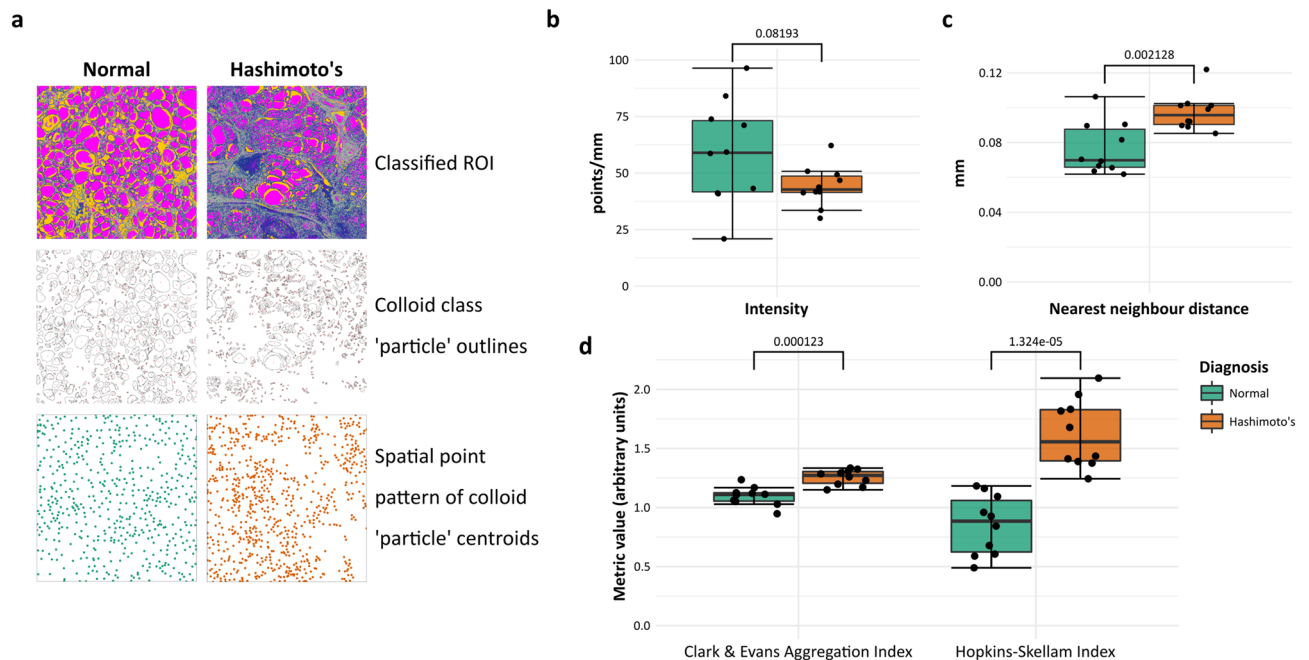 a
Normal
Hashimoto's
Classified ROI
Colloid class
'particle' outlines
Spatial point
pattern of colloid
'particle' centroids
b
0.08193
100
75
50
25
0
points/mm
Intensity
c
0.002128
0.12
0.08
0.04
0.00
mm
Nearest neighbour distance
d
0.000123
1.324e-05
2.0
1.5
1.0
0.5
0.0
Metric value (arbitrary units)
Clark & Evans Aggregation Index
Hopkins-Skellam Index
Diagnosis
Normal
Hashimoto's